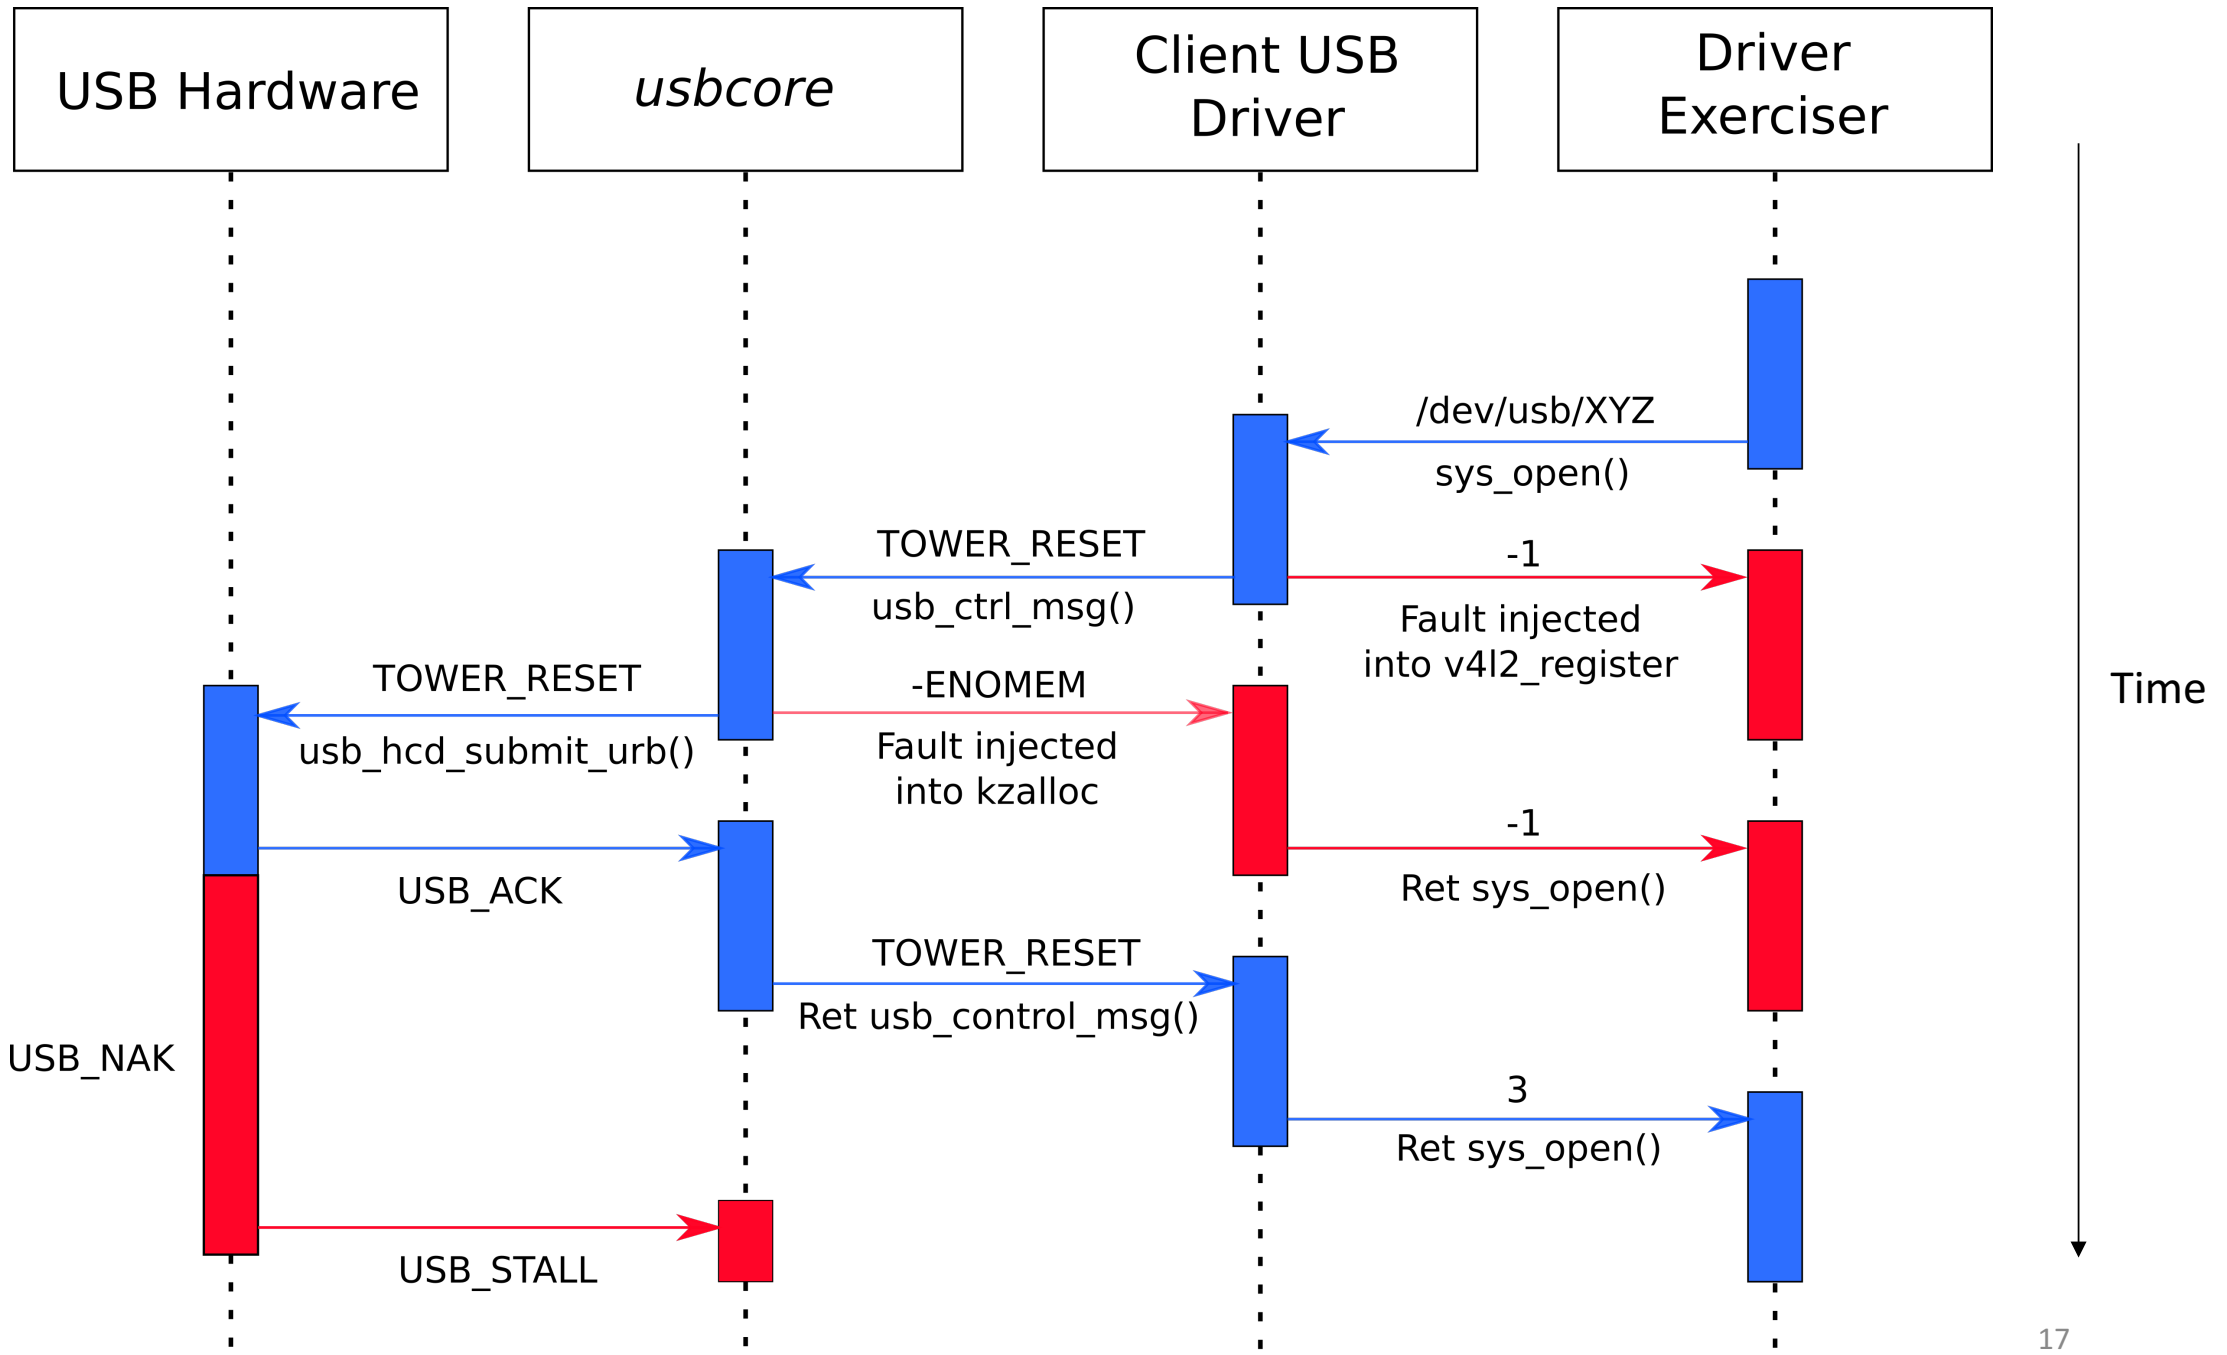 USB Hardware
usbcore
Client USB
Driver
Driver
Exerciser
/dev/usb/XYZ
sys_open()
TOWER_RESET
usb_ctrl_msg()
-1
Fault injected
into v4l2_register
TOWER_RESET
usb_hcd_submit_urb()
-ENOMEM
Fault injected
into kzalloc
Time
-1
Ret sys_open()
USB_ACK
TOWER_RESET
Ret usb_control_msg()
USB_NAK
3
Ret sys_open()
USB_STALL
17